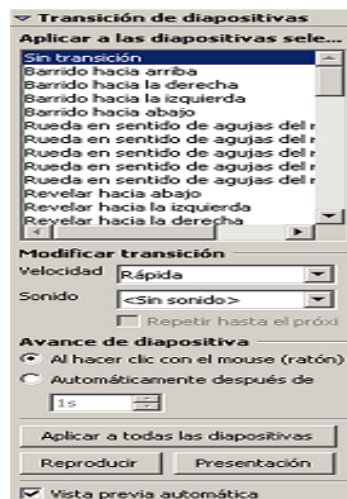 Transición de diapositivas
Aplicar a las diapositivas sele...
Sin transición
Barrido hacia arriba
Barrido hacia la derecha
Barrido hacia la izquierda
Barrido hacia abajo
Rueda en sentido de agujas del r
Rueda en sentido de agujas del r
Rueda en sentido de agujas del r
Rueda en sentido de agujas del r
Rueda en sentido de agujas del r
Revelar hacia abajo
Revelar hacia la izquierda
Revelar hacia la derecha
Modificar transición
Velocidad Rápida
Sonido <Sin sonido>
Repetir hasta el próxi
Avance de diapositiva
Al hacer clic con el mouse (ratón)
Automáticamente después de
1s
Aplicar a todas las diapositivas
Reproducir Presentación
Vista previa automática